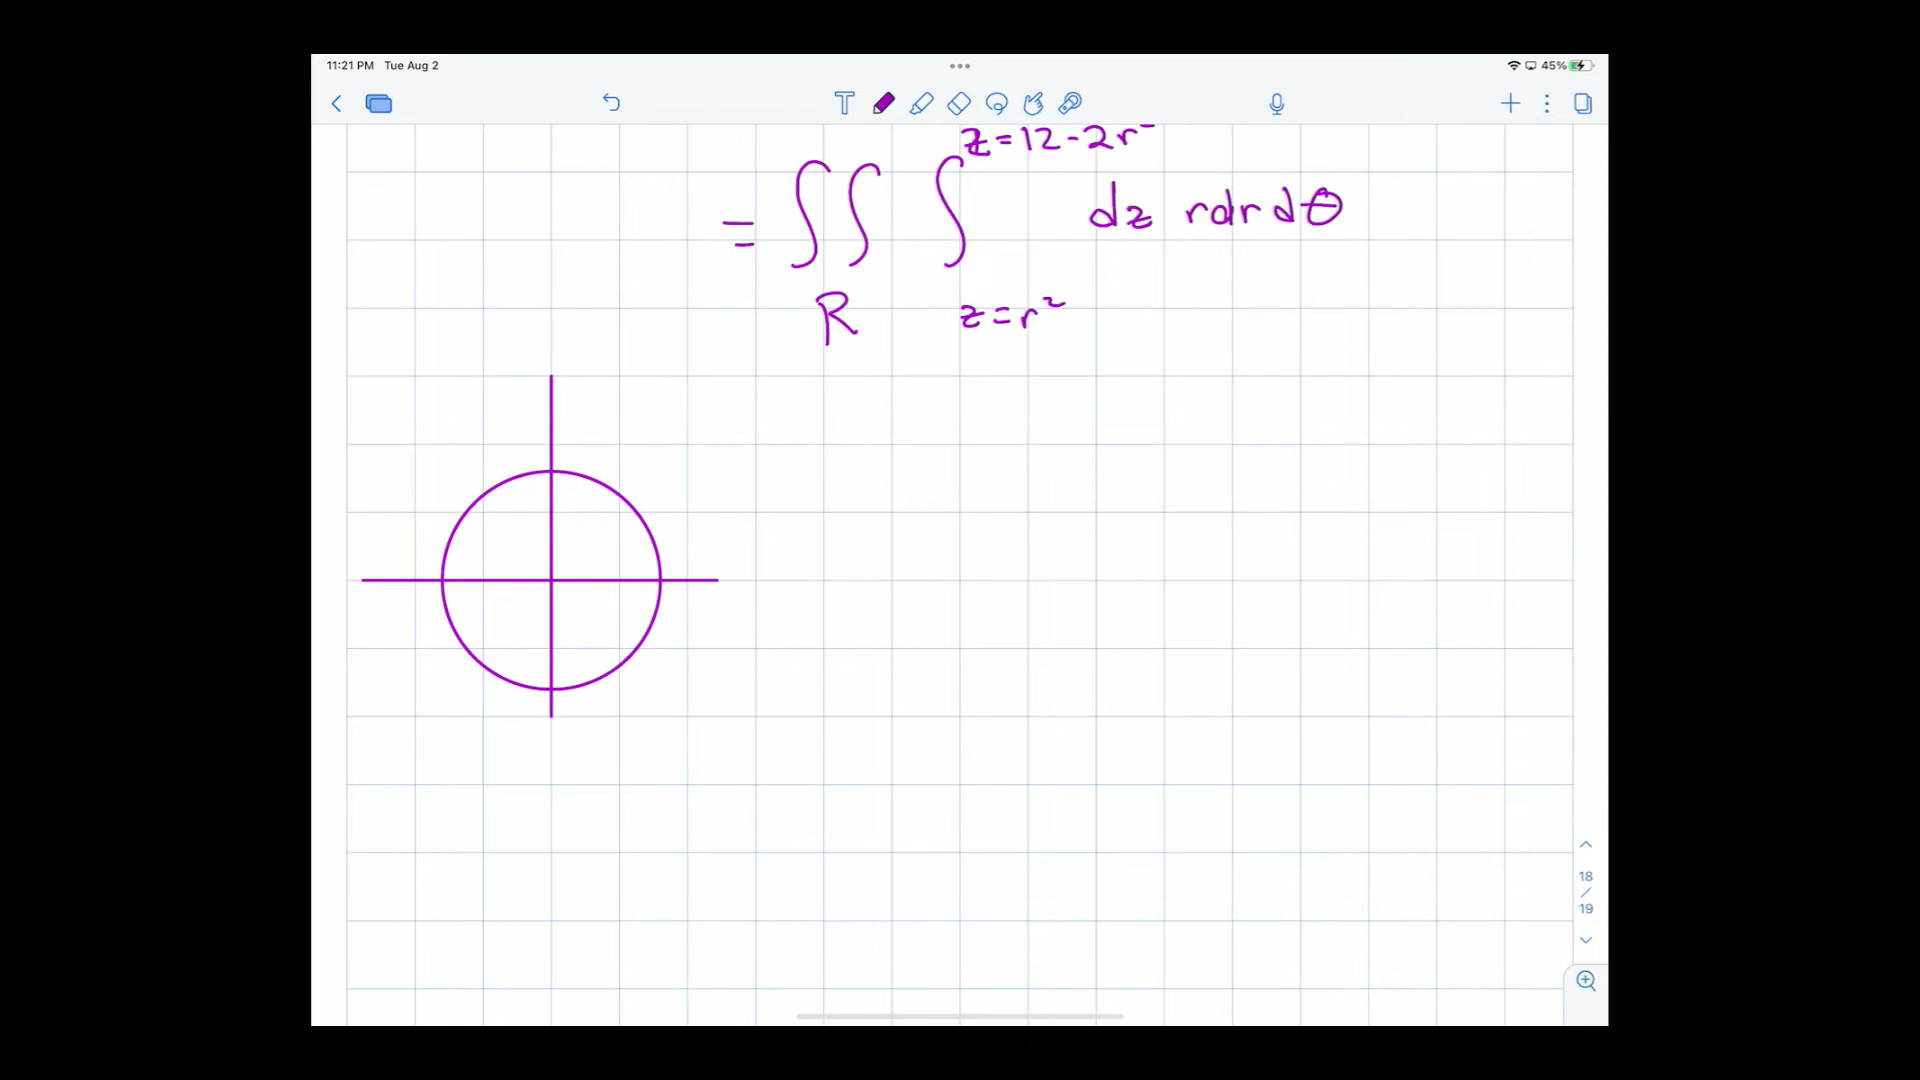 11:21 PM Tue Aug 2
45%
z=12-2r²
= ∫∫ ∫ dz rdrdθ
R z=r²
18
/
19